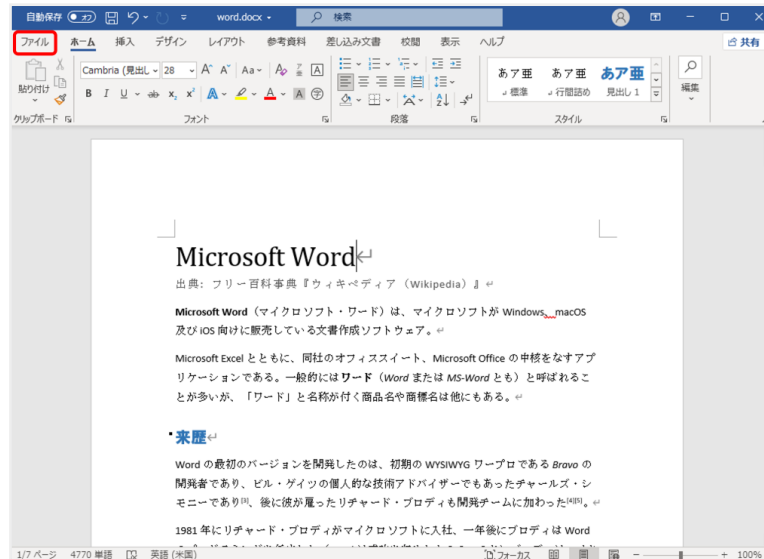 自動保存 オフ word.docx 検索
ファイル ホーム 挿入 デザイン レイアウト 参考資料 差し込み文書 校閲 表示 ヘルプ 共有
貼り付け Cambria (見出し 28 A A Aa A A
B I U ab x₂ x² A A A
あア亜 あア亜 あア亜
標準 行間詰め 見出し 1 編集
クリップボード フォント 段落 スタイル
Microsoft Word
出典: フリー百科事典『ウィキペディア（Wikipedia）』
Microsoft Word（マイクロソフト・ワード）は、マイクロソフトが Windows、macOS
及び iOS 向けに販売している文書作成ソフトウェア。
Microsoft Excel とともに、同社のオフィススイート、Microsoft Office の中核をなすアプ
リケーションである。一般的にはワード（Word または MS-Word とも）と呼ばれるこ
とが多いが、「ワード」と名称が付く商品名や商標名は他にもある。
来歴
Word の最初のバージョンを開発したのは、初期の WYSIWYG ワープロである Bravo の
開発者であり、ビル・ゲイツの個人的な技術アドバイザーでもあったチャールズ・シ
モニーであり[3]、後に彼が雇ったリチャード・ブロディも開発チームに加わった[4][5]。
1981 年にリチャード・ブロディがマイクロソフトに入社、一年後にブロディは Word
1/7 ページ 4770 単語 英語 (米国) フォーカス 100%